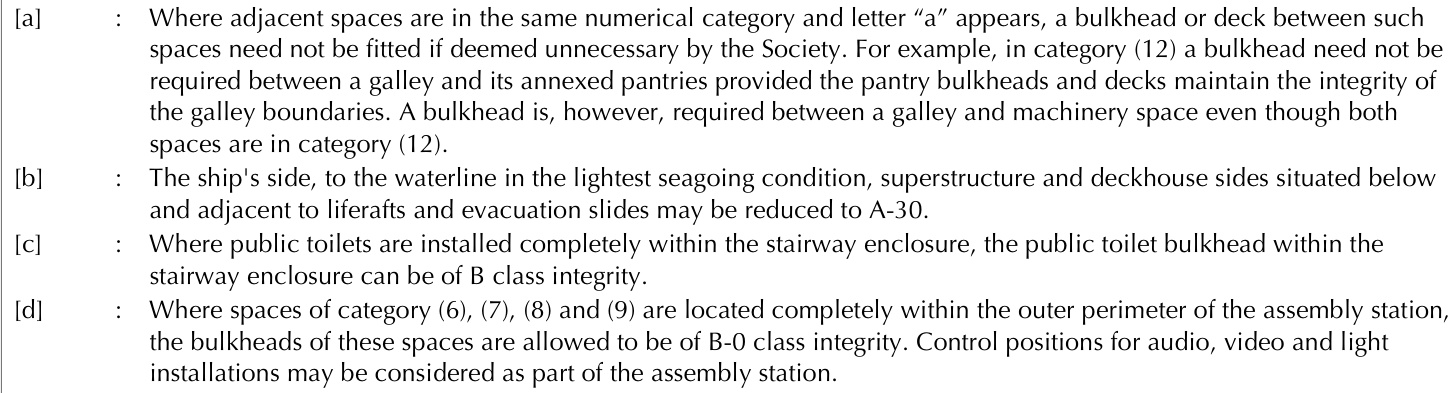 [a] : Where adjacent spaces are in the same numerical category and letter “a” appears, a bulkhead or deck between such
spaces need not be fitted if deemed unnecessary by the Society. For example, in category (12) a bulkhead need not be
required between a galley and its annexed pantries provided the pantry bulkheads and decks maintain the integrity of
the galley boundaries. A bulkhead is, however, required between a galley and machinery space even though both
spaces are in category (12).
[b] : The ship's side, to the waterline in the lightest seagoing condition, superstructure and deckhouse sides situated below
and adjacent to liferafts and evacuation slides may be reduced to A-30.
[c] : Where public toilets are installed completely within the stairway enclosure, the public toilet bulkhead within the
stairway enclosure can be of B class integrity.
[d] : Where spaces of category (6), (7), (8) and (9) are located completely within the outer perimeter of the assembly station,
the bulkheads of these spaces are allowed to be of B-0 class integrity. Control positions for audio, video and light
installations may be considered as part of the assembly station.